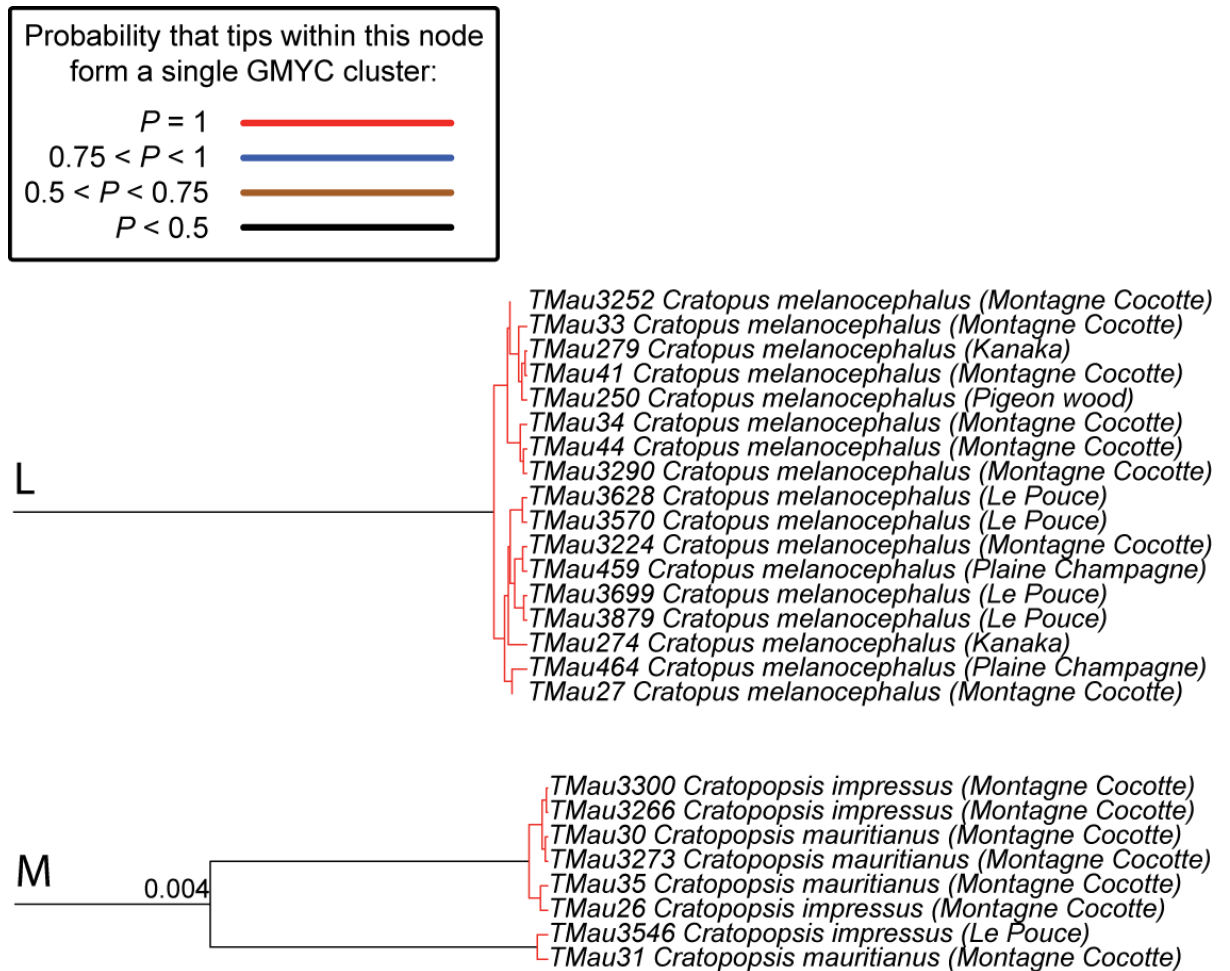 Probability that tips within this node
form a single GMYC cluster:
P = 1
0.75 < P < 1
0.5 < P < 0.75
P < 0.5
TMau3252 Cratopus melanocephalus (Montagne Cocotte)
TMau33 Cratopus melanocephalus (Montagne Cocotte)
TMau279 Cratopus melanocephalus (Kanaka)
TMau41 Cratopus melanocephalus (Montagne Cocotte)
TMau250 Cratopus melanocephalus (Pigeon wood)
TMau34 Cratopus melanocephalus (Montagne Cocotte)
TMau44 Cratopus melanocephalus (Montagne Cocotte)
TMau3290 Cratopus melanocephalus (Montagne Cocotte)
L
TMau3628 Cratopus melanocephalus (Le Pouce)
TMau3570 Cratopus melanocephalus (Le Pouce)
TMau3224 Cratopus melanocephalus (Montagne Cocotte)
TMau459 Cratopus melanocephalus (Plaine Champagne)
TMau3699 Cratopus melanocephalus (Le Pouce)
TMau3879 Cratopus melanocephalus (Le Pouce)
TMau274 Cratopus melanocephalus (Kanaka)
TMau464 Cratopus melanocephalus (Plaine Champagne)
TMau27 Cratopus melanocephalus (Montagne Cocotte)
TMau3300 Cratopopsis impressus (Montagne Cocotte)
TMau3266 Cratopopsis impressus (Montagne Cocotte)
TMau30 Cratopopsis mauritianus (Montagne Cocotte)
TMau3273 Cratopopsis mauritianus (Montagne Cocotte)
M
0.004
TMau35 Cratopopsis mauritianus (Montagne Cocotte)
TMau26 Cratopopsis impressus (Montagne Cocotte)
TMau3546 Cratopopsis impressus (Le Pouce)
TMau31 Cratopopsis mauritianus (Montagne Cocotte)